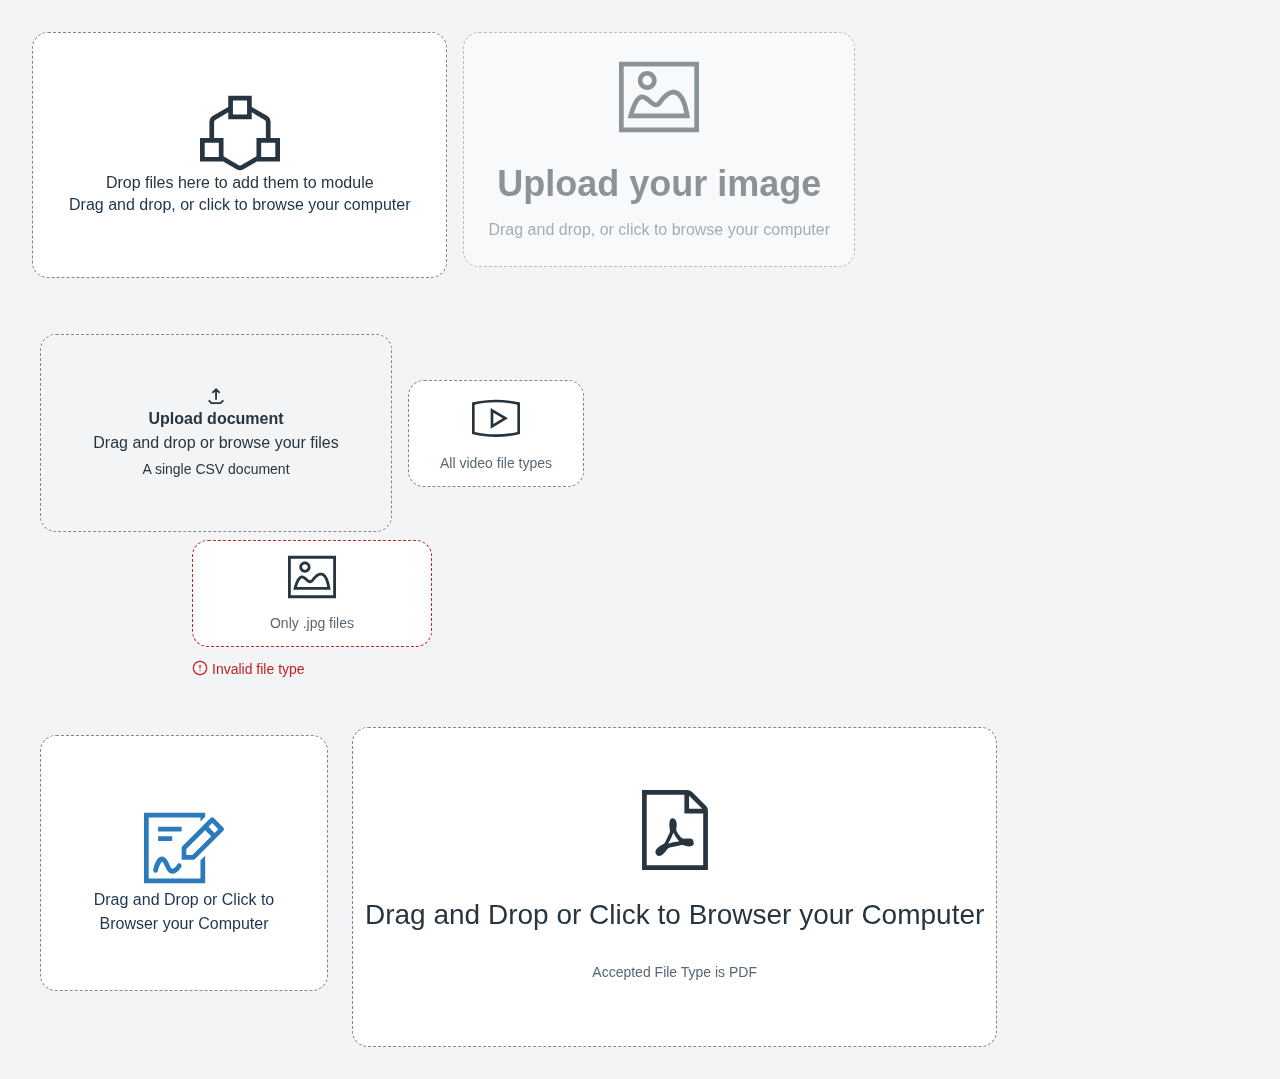 Drop files here to add them to module
Drag and drop, or click to browse your computer
Upload your image
Drag and drop, or click to browse your computer
Upload document
Drag and drop or browse your files
A single CSV document
All video file types
Only .jpg files
Invalid file type
Drag and Drop or Click to
Browser your Computer
Drag and Drop or Click to Browser your Computer
Accepted File Type is PDF